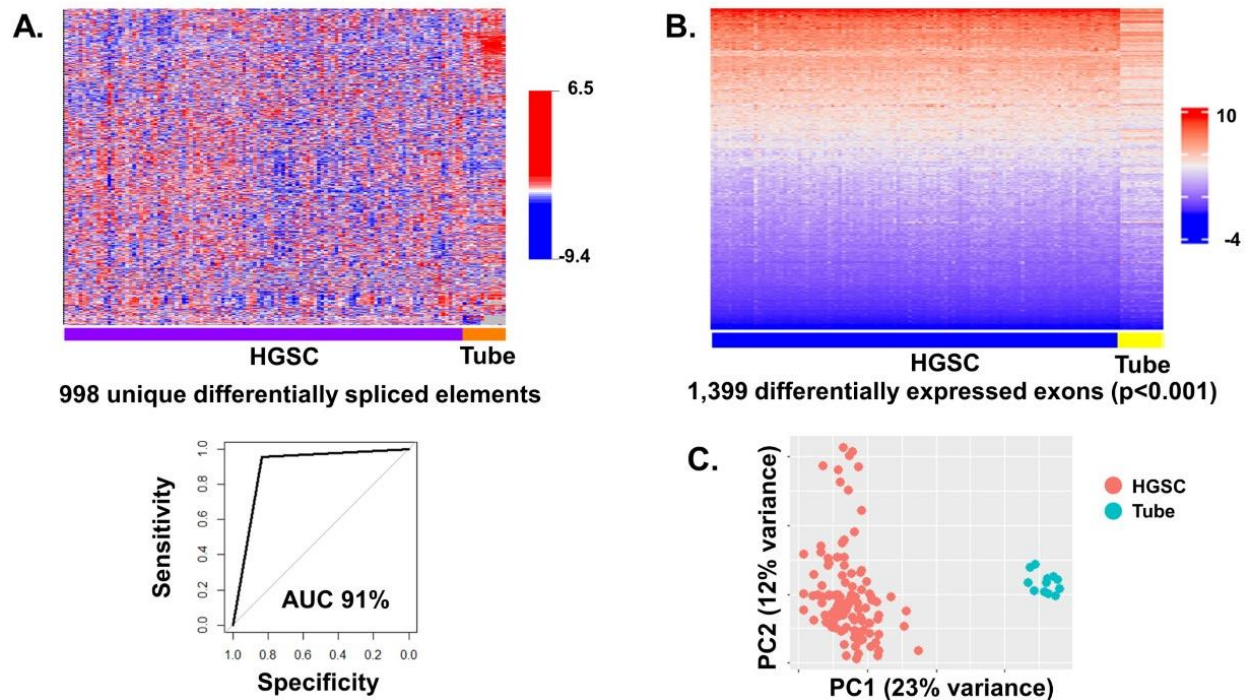 A.
6.5
-9.4
HGSC
Tube
998 unique differentially spliced elements
B.
10
-4
HGSC
Tube
1,399 differentially expressed exons (p<0.001)
Sensitivity
1.0
0.8
0.6
0.4
0.2
0.0
AUC 91%
1.0 0.8 0.6 0.4 0.2 0.0
Specificity
C.
PC2 (12% variance)
PC1 (23% variance)
HGSC
Tube